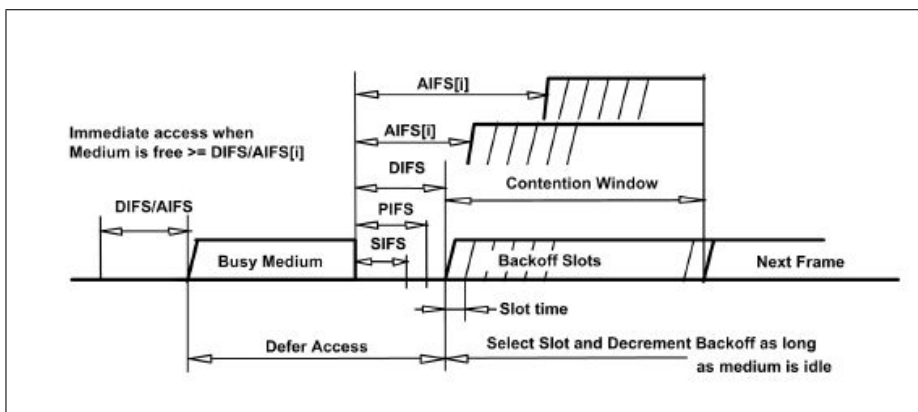 AIFS[i]
AIFS[i]
Immediate access when
Medium is free >= DIFS/AIFS[i]
DIFS
Contention Window
DIFS/AIFS
PIFS
SIFS
Busy Medium
Backoff Slots
Next Frame
Slot time
Defer Access
Select Slot and Decrement Backoff as long
as medium is idle